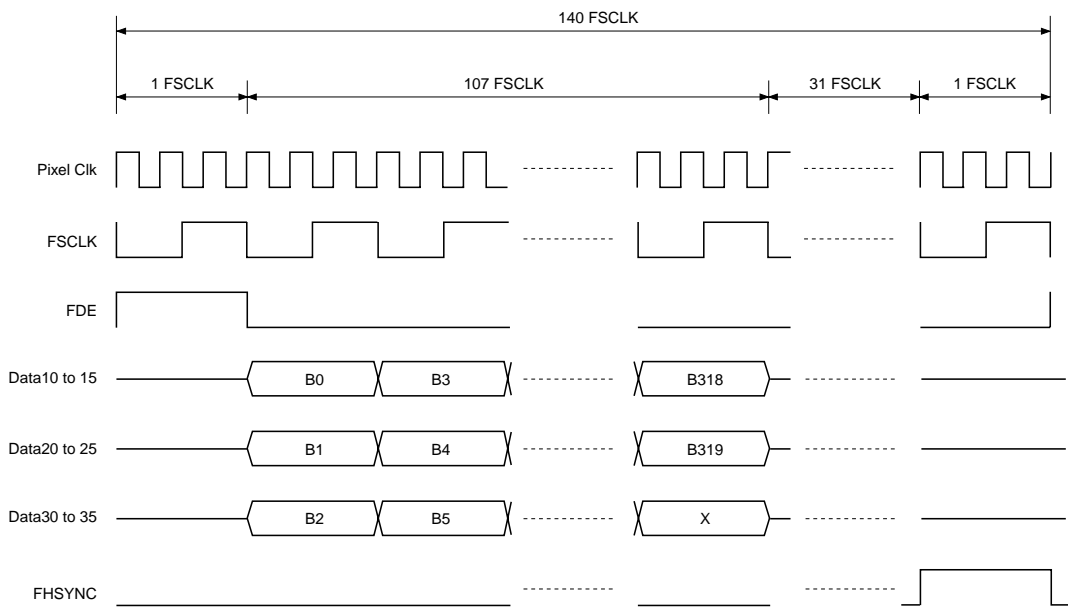 140 FSCLK
1 FSCLK 107 FSCLK 31 FSCLK 1 FSCLK
Pixel Clk
FSCLK
FDE
Data10 to 15 B0 B3 B318
Data20 to 25 B1 B4 B319
Data30 to 35 B2 B5 X
FHSYNC